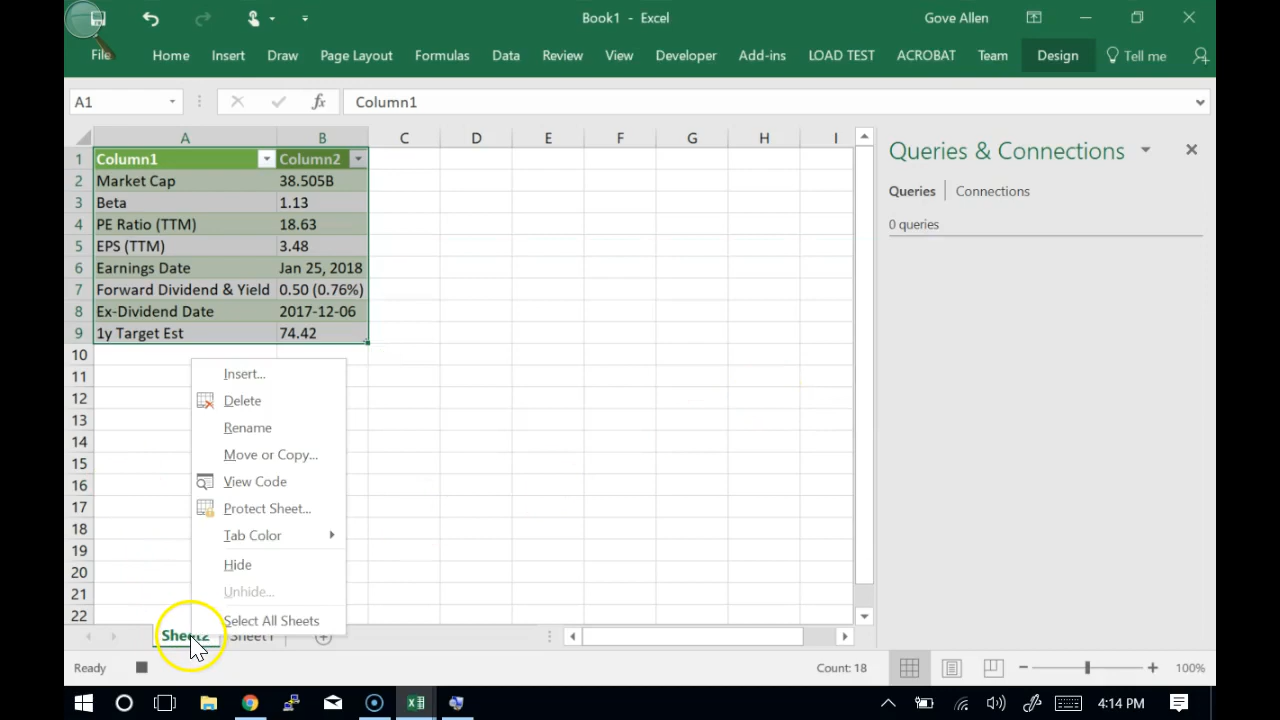 Book1 - Excel
Gove Allen
File Home Insert Draw Page Layout Formulas Data Review View Developer Add-ins LOAD TEST ACROBAT Team Design Tell me
A1 fx Column1
A B C D E F G H I
1 Column1 Column2
2 Market Cap 38.505B
3 Beta 1.13
4 PE Ratio (TTM) 18.63
5 EPS (TTM) 3.48
6 Earnings Date Jan 25, 2018
7 Forward Dividend & Yield 0.50 (0.76%)
8 Ex-Dividend Date 2017-12-06
9 1y Target Est 74.42
10
11
12
13
14
15
16
17
18
19
20
21
22
Insert...
Delete
Rename
Move or Copy...
View Code
Protect Sheet...
Tab Color
Hide
Unhide...
Select All Sheets
Sheet2 Sheet1
Queries & Connections
Queries Connections
0 queries
Ready
Count: 18
100%
4:14 PM